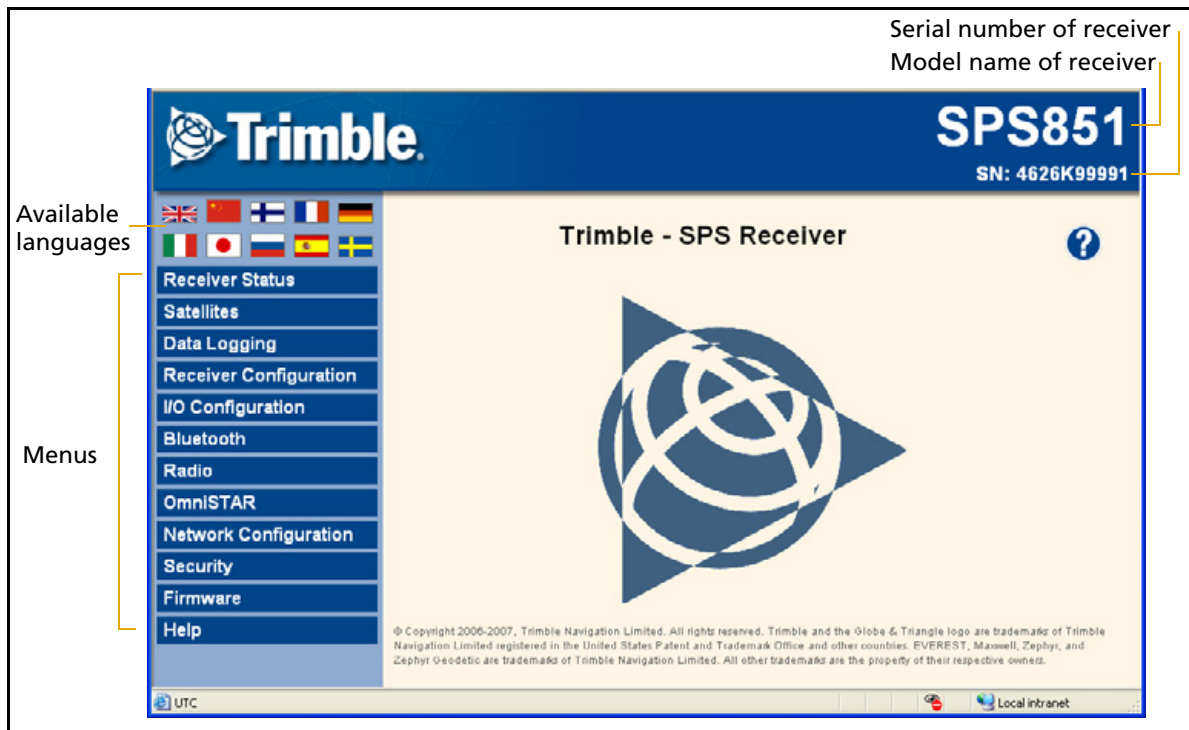 Serial number of receiver
Model name of receiver
Trimble.
SPS851
SN: 4626K99991
Available
languages
Trimble - SPS Receiver
?
Menus
Receiver Status
Satellites
Data Logging
Receiver Configuration
I/O Configuration
Bluetooth
Radio
OmniSTAR
Network Configuration
Security
Firmware
Help
© Copyright 2006-2007, Trimble Navigation Limited. All rights reserved. Trimble and the Globe & Triangle logo are trademarks of Trimble
Navigation Limited registered in the United States Patent and Trademark Office and other countries. EVEREST, Maxwell, Zephyr, and
Zephyr Geodetic are trademarks of Trimble Navigation Limited. All other trademarks are the property of their respective owners.
UTC
Local intranet